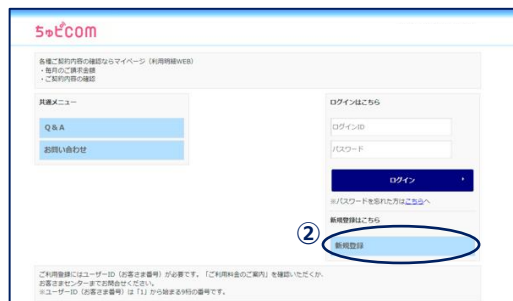 ちゅピCOM
各種ご契約内容の確認ならマイページ（利用明細WEB）
・毎月のご請求金額
・ご契約内容の確認
共通メニュー
Q＆A
お問い合わせ
ログインはこちら
ログインID
パスワード
ログイン
※パスワードを忘れた方はこちらへ
新規登録はこちら
②
新規登録
ご利用登録にはユーザーID（お客さま番号）が必要です。「ご利用料金のご案内」を確認いただくか、
お客さまセンターまでお問合せください。
※ユーザーID（お客さま番号）は「1」から始まる9桁の番号です。